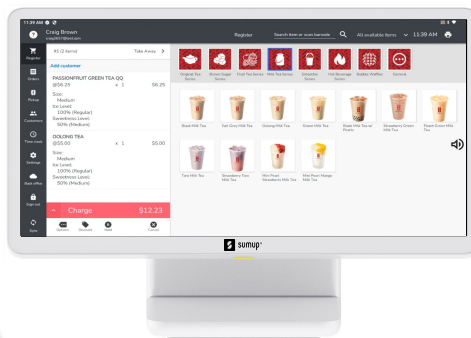 11:39 AM
Craig Brown
craig3957@test.com
Register
Search item or scan barcode
All available items
11:39 AM
Register
Orders
Pickup
Customers
Time clock
Settings
Back office
Sign out
Sync
#1 (2 items)
Take Away
Add customer
PASSIONFRUIT GREEN TEA QQ
@$6.25 x 1 $6.25
Size:
Medium
Ice Level:
100% (Regular)
Sweetness Level:
50% (Medium)
OOLONG TEA
@$5.00 x 1 $5.00
Size:
Medium
Ice Level:
100% (Regular)
Sweetness Level:
50% (Medium)
Charge $12.23
Options
Discount
Hold
Cancel
Original Tea Series
Brown Sugar Series
Fruit Tea Series
Milk Tea Series
Smoothie Series
Hot Beverage Series
Bubble Waffles
General
Black Milk Tea
Earl Grey Milk Tea
Oolong Milk Tea
Green Milk Tea
Black Milk Tea w/ Pearls
Strawberry Green Milk Tea
Peach Green Milk Tea
Taro Milk Tea
Strawberry Taro Milk Tea
Mini Pearl Strawberry Milk Tea
Mini Pearl Mango Milk Tea
sumup